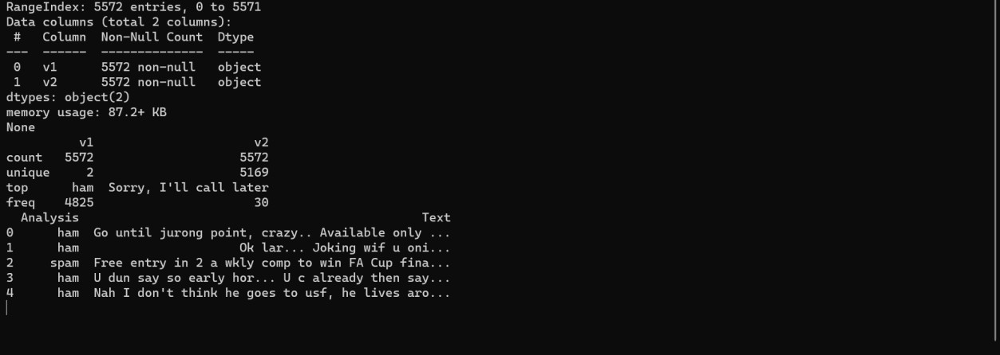 RangeIndex: 5572 entries, 0 to 5571
Data columns (total 2 columns):
 #   Column  Non-Null Count  Dtype
---  ------  --------------  -----
 0   v1      5572 non-null   object
 1   v2      5572 non-null   object
dtypes: object(2)
memory usage: 87.2+ KB
None
          v1                      v2
count   5572                    5572
unique     2                    5169
top      ham  Sorry, I'll call later
freq    4825                      30
  Analysis                                               Text
0      ham  Go until jurong point, crazy.. Available only ...
1      ham                      Ok lar... Joking wif u oni...
2     spam  Free entry in 2 a wkly comp to win FA Cup fina...
3      ham  U dun say so early hor... U c already then say...
4      ham  Nah I don't think he goes to usf, he lives aro...